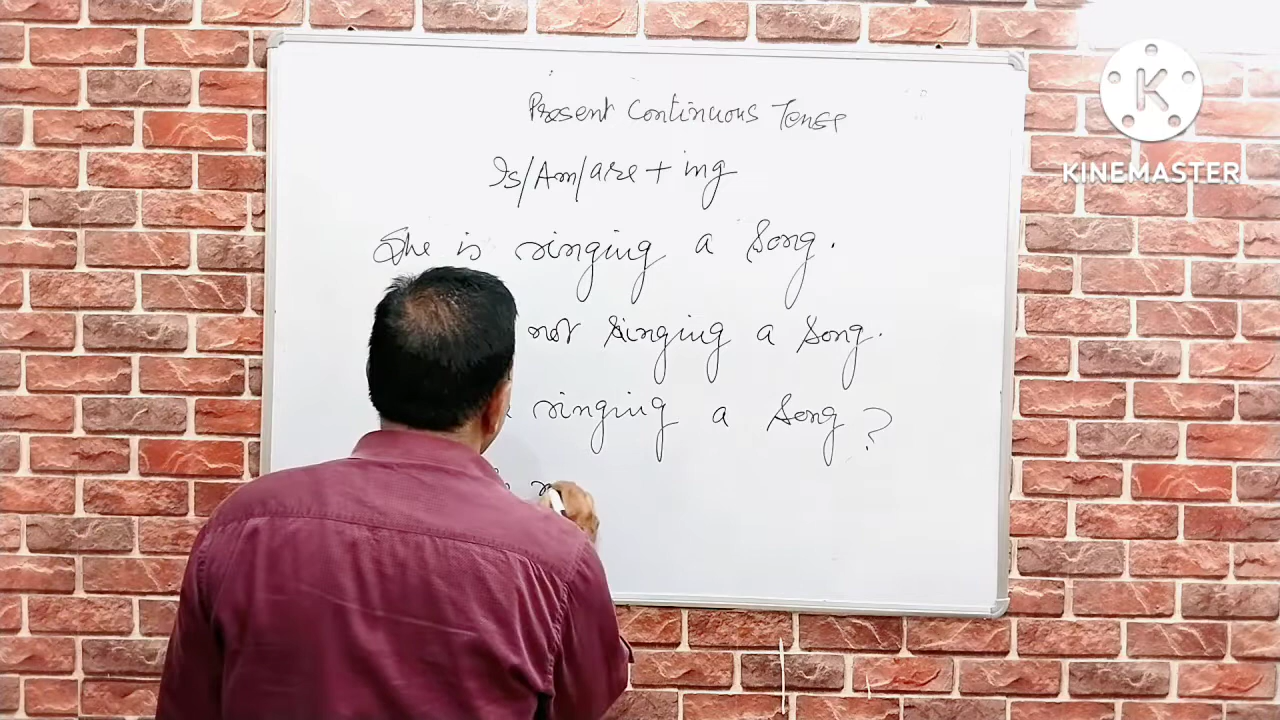 Present Continuous Tense
Is/Am/are + ing
She is singing a Song.
not singing a Song.
singing a Song?
K
KINEMASTER